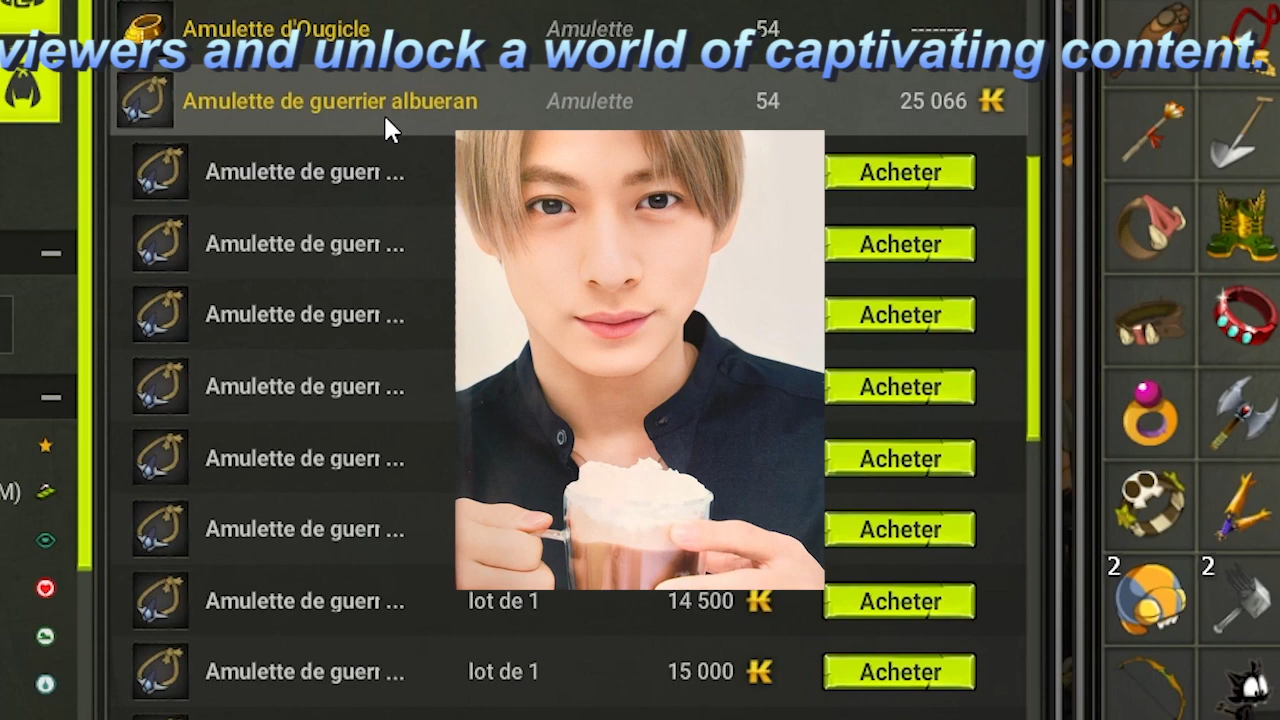 Amulette d'Ougicle Amulette 54 -------
viewers and unlock a world of captivating content.
Amulette de guerrier albueran Amulette 54 25 066 K
Amulette de guerr ... Acheter
Amulette de guerr ... Acheter
Amulette de guerr ... Acheter
Amulette de guerr ... Acheter
M)
Amulette de guerr ... Acheter
Amulette de guerr ... Acheter
2 2
Amulette de guerr ... lot de 1 14 500 K Acheter
Amulette de guerr ... lot de 1 15 000 K Acheter